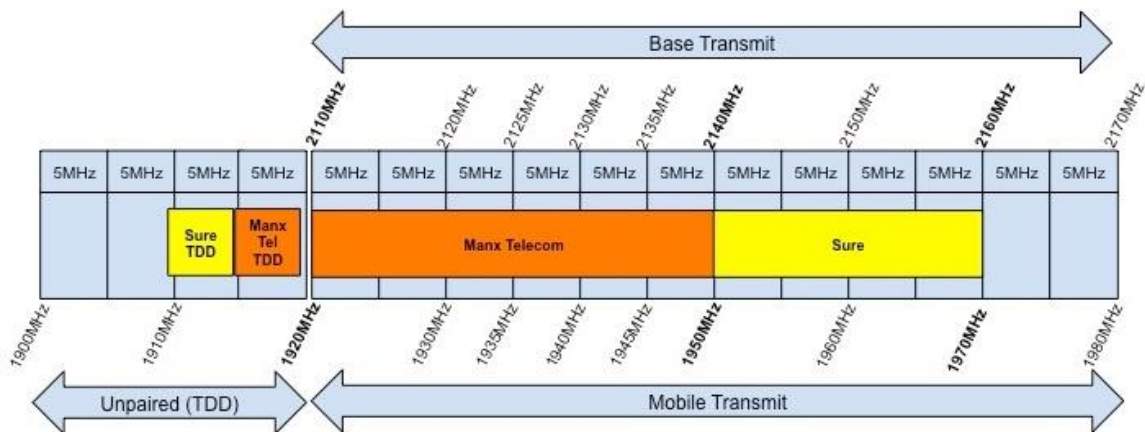 Base Transmit
2110MHz
2120MHz
2125MHz
2130MHz
2135MHz
2140MHz
2150MHz
2160MHz
2170MHz
5MHz 5MHz 5MHz 5MHz 5MHz 5MHz 5MHz 5MHz 5MHz 5MHz 5MHz 5MHz 5MHz 5MHz 5MHz 5MHz
Sure
TDD
Manx
Tel
TDD
Manx Telecom
Sure
1900MHz
1910MHz
1920MHz
1930MHz
1935MHz
1940MHz
1945MHz
1950MHz
1960MHz
1970MHz
1980MHz
Unpaired (TDD)
Mobile Transmit